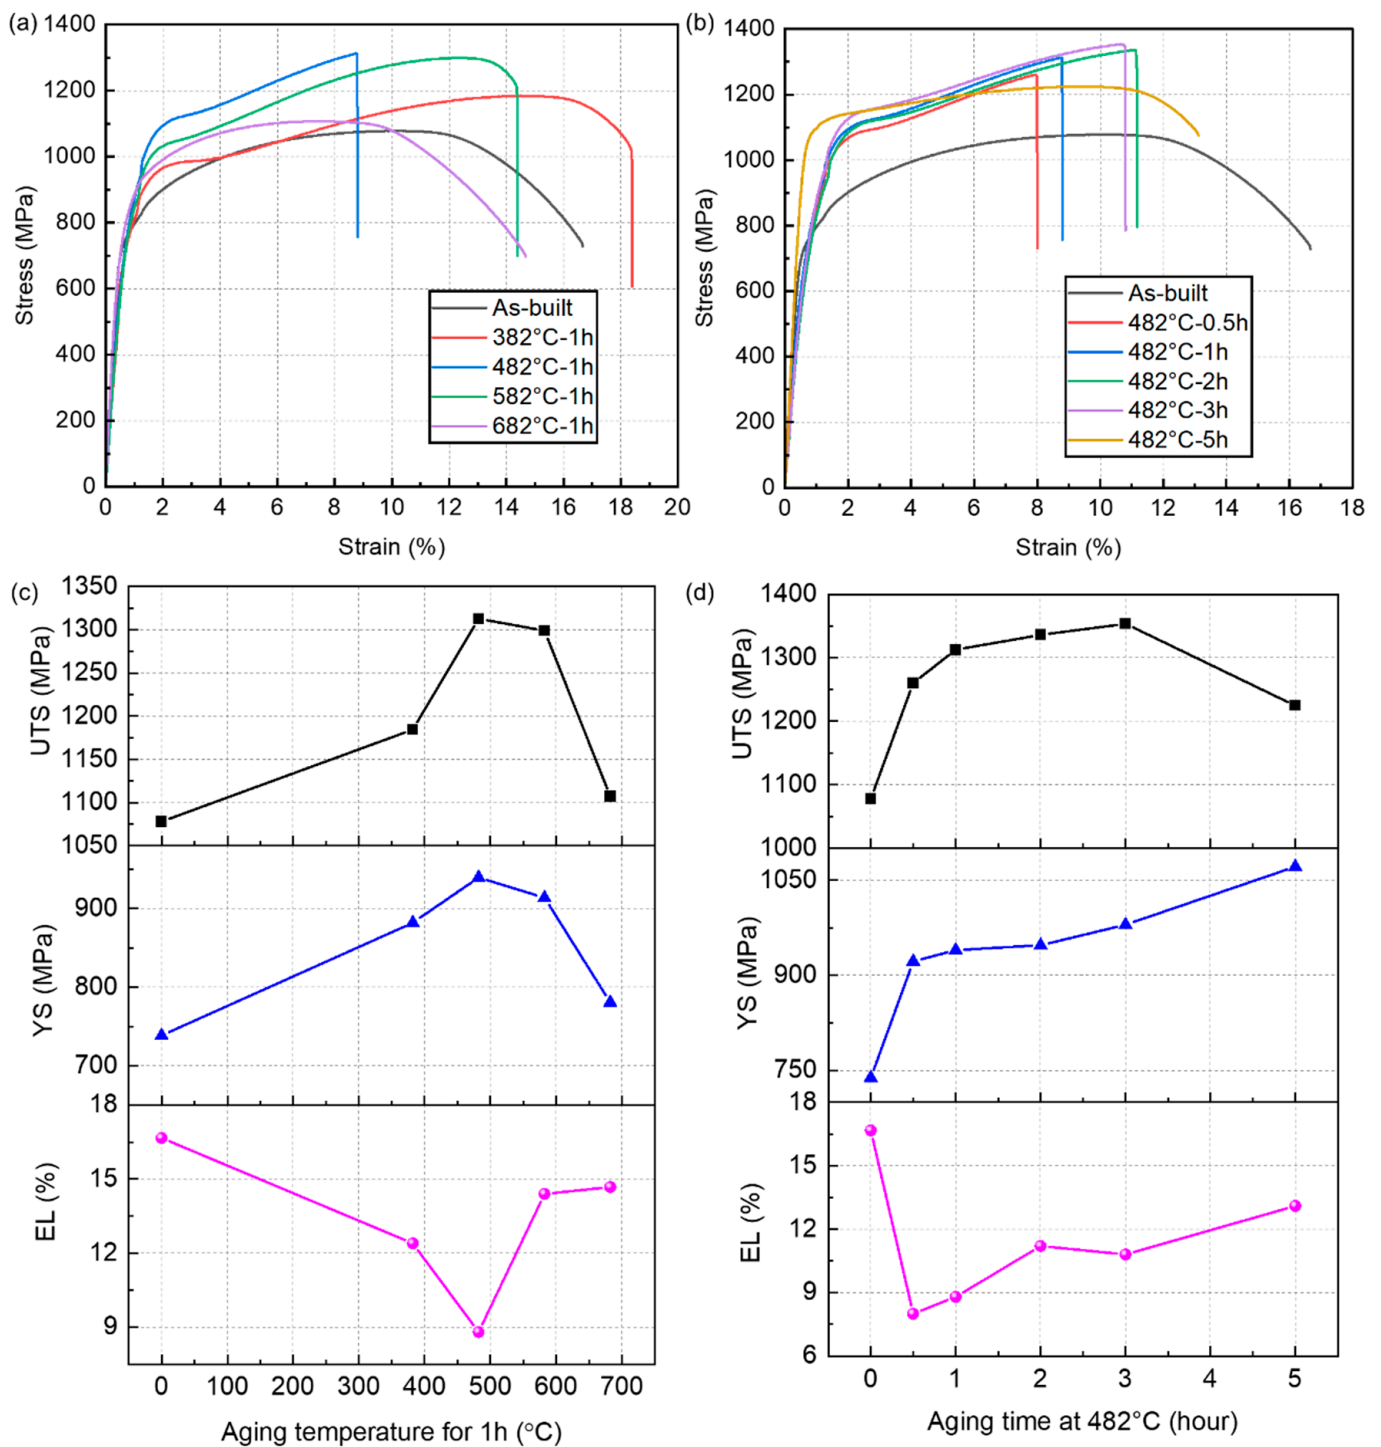 (a)
Stress (MPa)
1400
1200
1000
800
600
400
200
0
0 2 4 6 8 10 12 14 16 18 20
Strain (%)
As-built
382°C-1h
482°C-1h
582°C-1h
682°C-1h
(b)
Stress (MPa)
1400
1200
1000
800
600
400
200
0
0 2 4 6 8 10 12 14 16 18
Strain (%)
As-built
482°C-0.5h
482°C-1h
482°C-2h
482°C-3h
482°C-5h
(c)
UTS (MPa)
1350
1300
1250
1200
1150
1100
1050
YS (MPa)
900
800
700
EL (%)
18
15
12
9
0 100 200 300 400 500 600 700
Aging temperature for 1h (°C)
(d)
UTS (MPa)
1400
1300
1200
1100
1000
YS (MPa)
1050
900
750
EL (%)
18
15
12
9
6
0 1 2 3 4 5
Aging time at 482°C (hour)